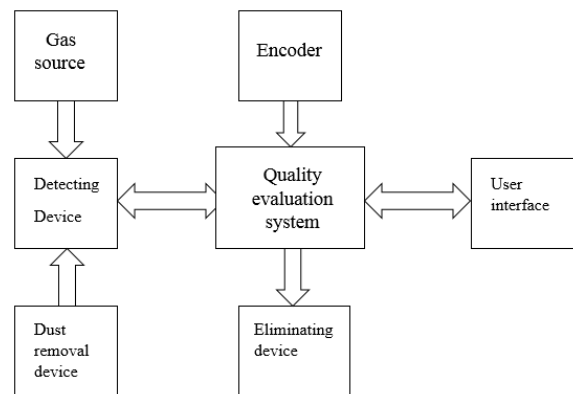 Gas
source
Encoder
Detecting
Device
Quality
evaluation
system
User
interface
Dust
removal
device
Eliminating
device